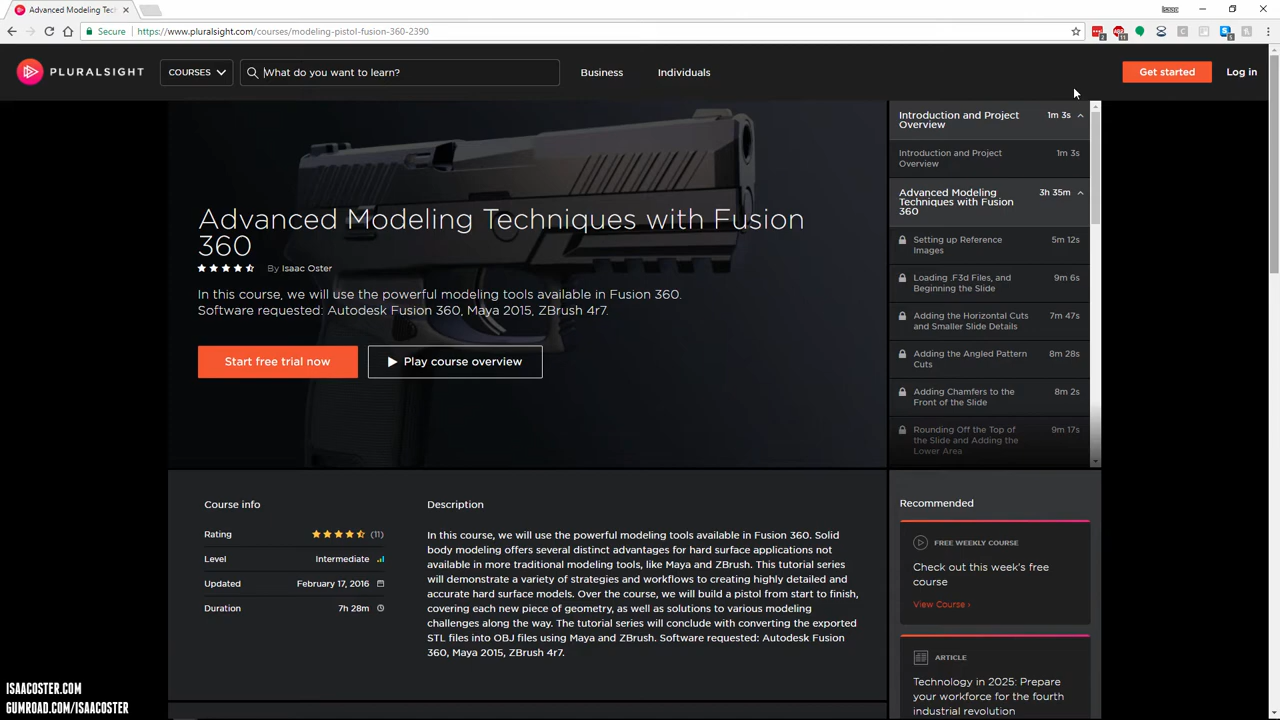 Advanced Modeling Tec
Secure
https://www.pluralsight.com/courses/modeling-pistol-fusion-360-2390
PLURALSIGHT
COURSES
What do you want to learn?
Business
Individuals
Get started
Log in
Advanced Modeling Techniques with Fusion
360
By Isaac Oster
In this course, we will use the powerful modeling tools available in Fusion 360.
Software requested: Autodesk Fusion 360, Maya 2015, ZBrush 4r7.
Start free trial now
Play course overview
Introduction and Project
Overview
1m 3s
Introduction and Project
Overview
1m 3s
Advanced Modeling
Techniques with Fusion
360
3h 35m
Setting up Reference
Images
5m 12s
Loading .F3d Files, and
Beginning the Slide
9m 6s
Adding the Horizontal Cuts
and Smaller Slide Details
7m 47s
Adding the Angled Pattern
Cuts
8m 28s
Adding Chamfers to the
Front of the Slide
8m 2s
Rounding Off the Top of
the Slide and Adding the
Lower Area
9m 17s
Course info
Rating
(11)
Level
Intermediate
Updated
February 17, 2016
Duration
7h 28m
Description
In this course, we will use the powerful modeling tools available in Fusion 360. Solid
body modeling offers several distinct advantages for hard surface applications not
available in more traditional modeling tools, like Maya and ZBrush. This tutorial series
will demonstrate a variety of strategies and workflows to creating highly detailed and
accurate hard surface models. Over the course, we will build a pistol from start to finish,
covering each new piece of geometry, as well as solutions to various modeling
challenges along the way. The tutorial series will conclude with converting the exported
STL files into OBJ files using Maya and ZBrush. Software requested: Autodesk Fusion
360, Maya 2015, ZBrush 4r7.
Recommended
FREE WEEKLY COURSE
Check out this week's free
course
View Course ›
ARTICLE
Technology in 2025: Prepare
your workforce for the fourth
industrial revolution
ISAACOSTER.COM
GUMROAD.COM/ISAACOSTER